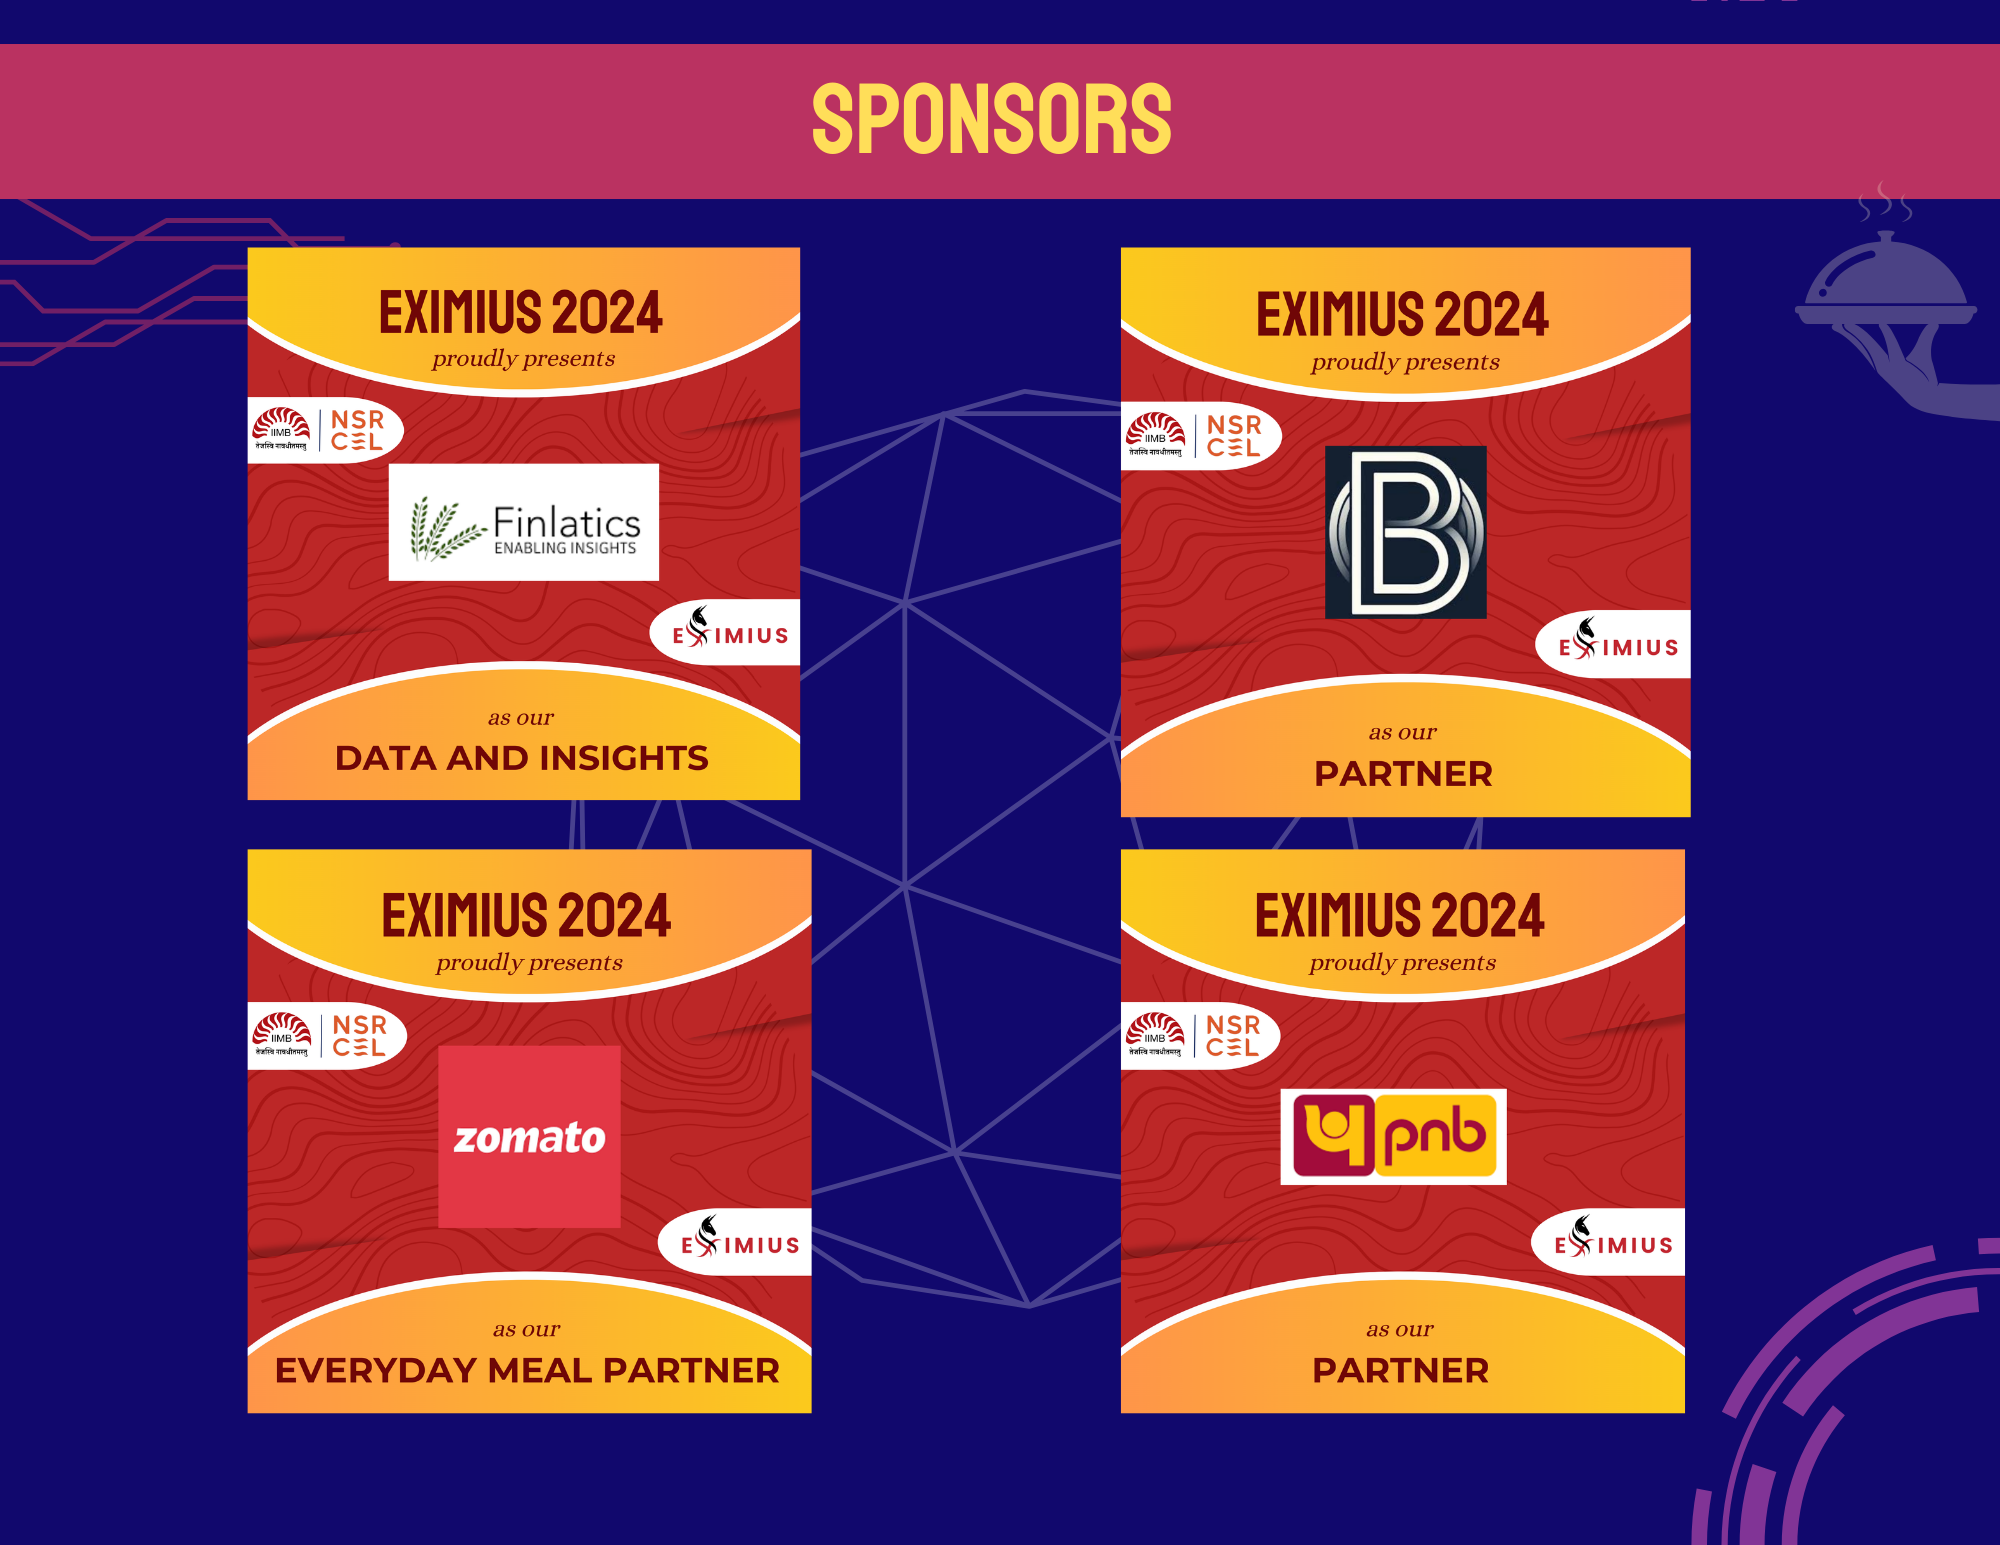 SPONSORS
EXIMIUS 2024
proudly presents
IIMB
तेजस्वि नावधीतमस्तु
NSR
CEL
Finlatics
ENABLING INSIGHTS
EXIMIUS
as our
DATA AND INSIGHTS
EXIMIUS 2024
proudly presents
IIMB
तेजस्वि नावधीतमस्तु
NSR
CEL
B
EXIMIUS
as our
PARTNER
EXIMIUS 2024
proudly presents
IIMB
तेजस्वि नावधीतमस्तु
NSR
CEL
zomato
EXIMIUS
as our
EVERYDAY MEAL PARTNER
EXIMIUS 2024
proudly presents
IIMB
तेजस्वि नावधीतमस्तु
NSR
CEL
प pnb
EXIMIUS
as our
PARTNER